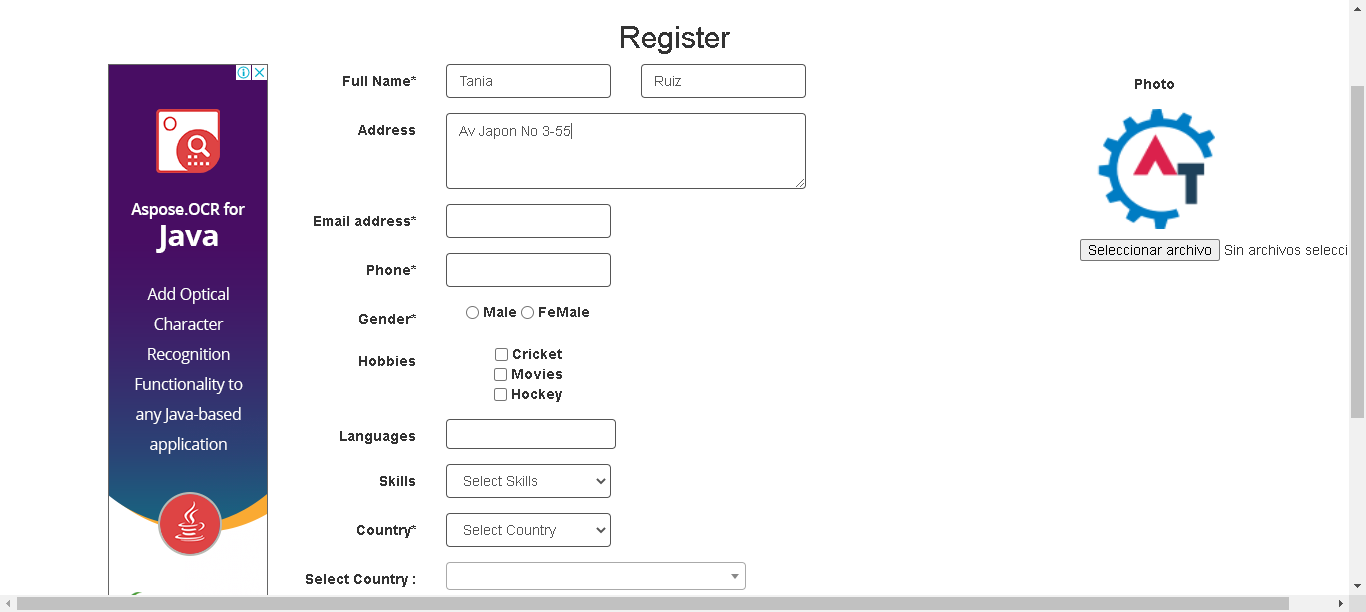 Register
Aspose.OCR for
Java
Add Optical
Character
Recognition
Functionality to
any Java-based
application
Full Name* Tania Ruiz
Address Av Japon No 3-55
Email address*
Phone*
Gender* Male FeMale
Hobbies Cricket
Movies
Hockey
Languages
Skills Select Skills
Country* Select Country
Select Country :
Photo
AT
Seleccionar archivo Sin archivos selecci